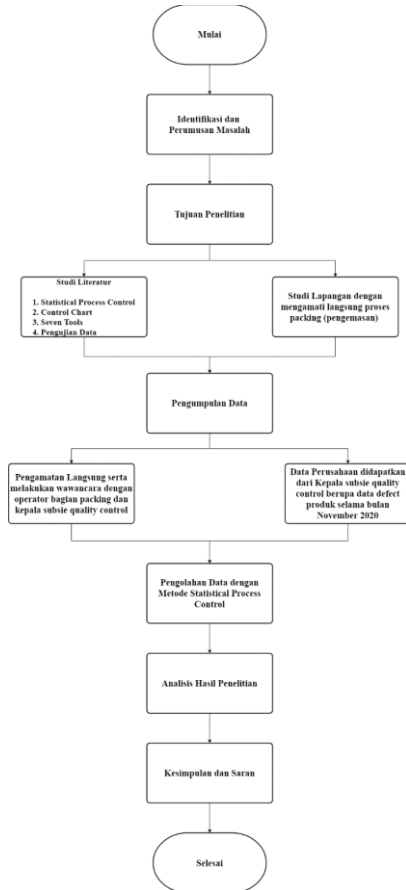 Mulai
Identifikasi dan
Perumusan Masalah
Tujuan Penelitian
Studi Literatur
1. Statistical Process Control
2. Control Chart
3. Seven Tools
4. Pengujian Data
Studi Lapangan dengan
mengamati langsung proses
packing (pengemasan)
Pengumpulan Data
Pengamatan Langsung serta
melakukan wawancara dengan
operator bagian packing dan
kepala subsie quality control
Data Perusahaan didapatkan
dari Kepala subsie quality
control berupa data defect
produk selama bulan
November 2020
Pengolahan Data dengan
Metode Statistical Process
Control
Analisis Hasil Penelitian
Kesimpulan dan Saran
Selesai